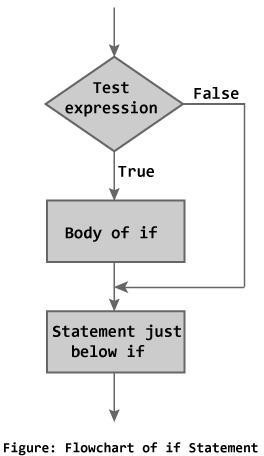 Test
expression
False
True
Body of if
Statement just
below if
Figure: Flowchart of if Statement